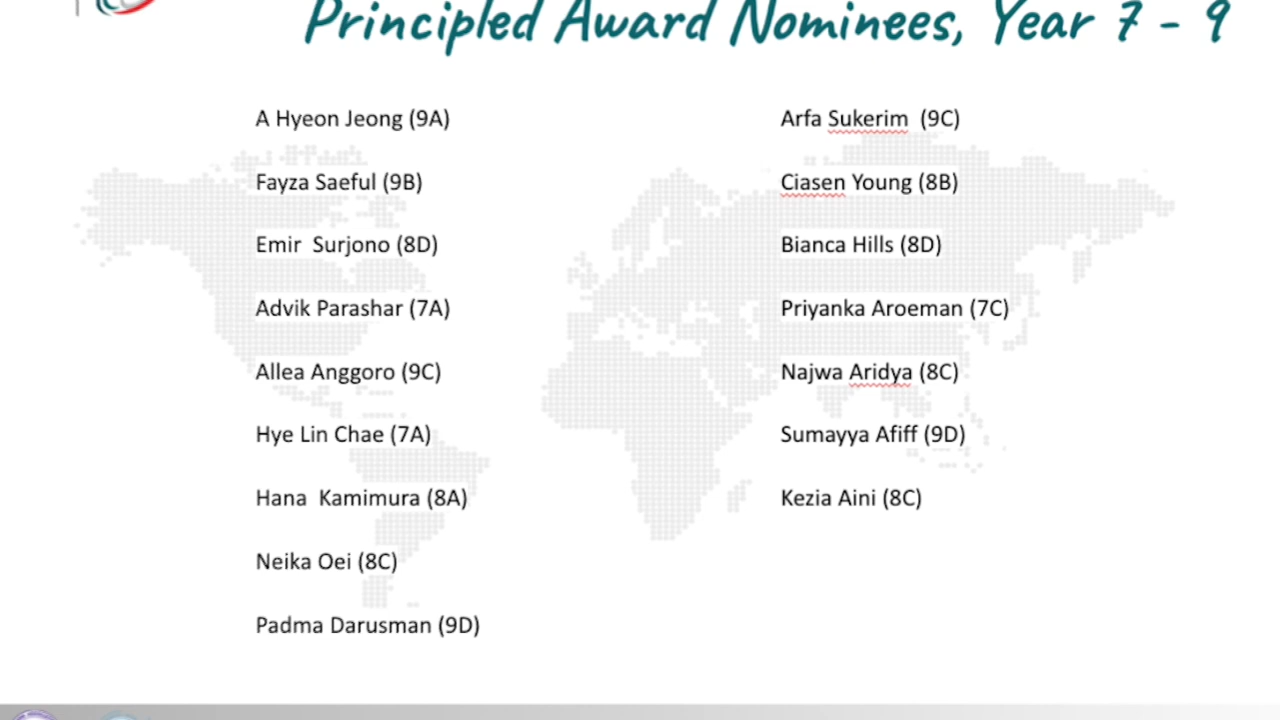 Principled Award Nominees, Year 7 - 9
A Hyeon Jeong (9A)
Fayza Saeful (9B)
Emir  Surjono (8D)
Advik Parashar (7A)
Allea Anggoro (9C)
Hye Lin Chae (7A)
Hana  Kamimura (8A)
Neika Oei (8C)
Padma Darusman (9D)
Arfa Sukerim  (9C)
Ciasen Young (8B)
Bianca Hills (8D)
Priyanka Aroeman (7C)
Najwa Aridya (8C)
Sumayya Afiff (9D)
Kezia Aini (8C)